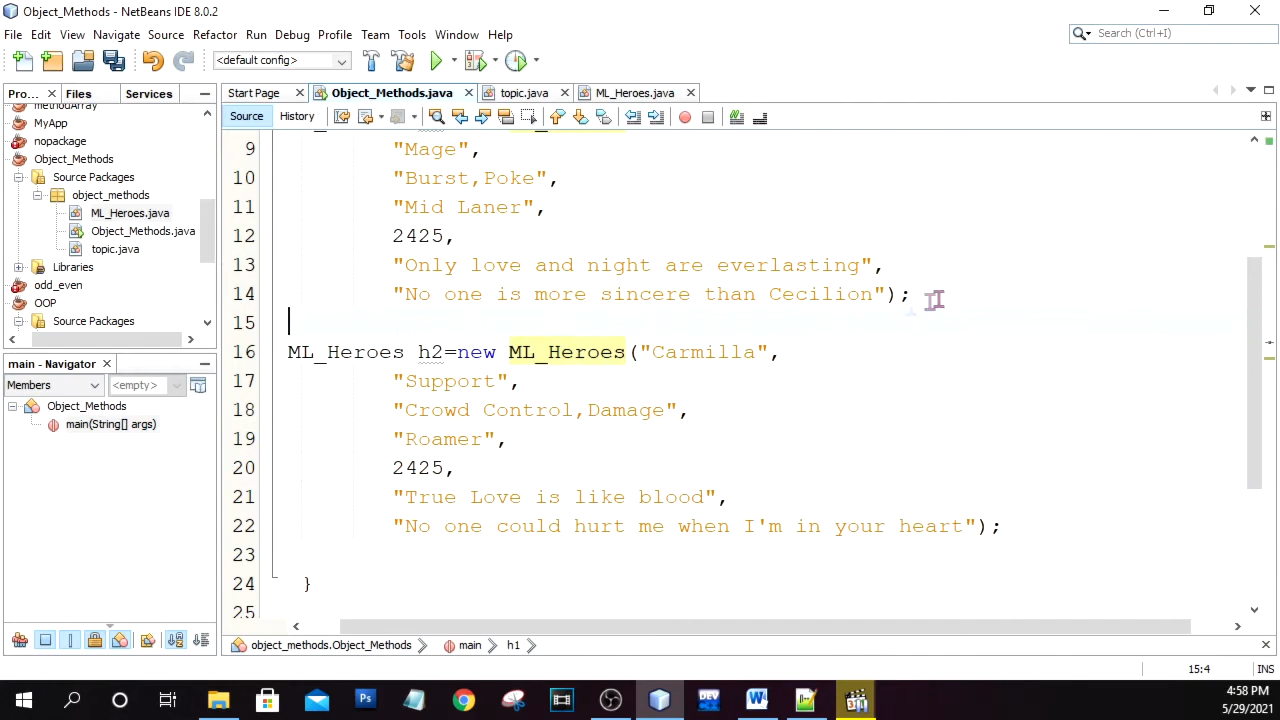 Object_Methods - NetBeans IDE 8.0.2
File Edit View Navigate Source Refactor Run Debug Profile Team Tools Window Help
Search (Ctrl+I)
<default config>
Pro... Files Services
Start Page Object_Methods.java topic.java ML_Heroes.java
Source History
methodArray
MyApp
nopackage
Object_Methods
Source Packages
object_methods
ML_Heroes.java
Object_Methods.java
topic.java
Libraries
odd_even
OOP
Source Packages
main - Navigator
Members <empty>
Object_Methods
main(String[] args)
9 "Mage",
10 "Burst,Poke",
11 "Mid Laner",
12 2425,
13 "Only love and night are everlasting",
14 "No one is more sincere than Cecilion");
15
16 ML_Heroes h2=new ML_Heroes("Carmilla",
17 "Support",
18 "Crowd Control,Damage",
19 "Roamer",
20 2425,
21 "True Love is like blood",
22 "No one could hurt me when I'm in your heart");
23
24 }
25
object_methods.Object_Methods main h1
15:4 INS
4:58 PM
5/29/2021